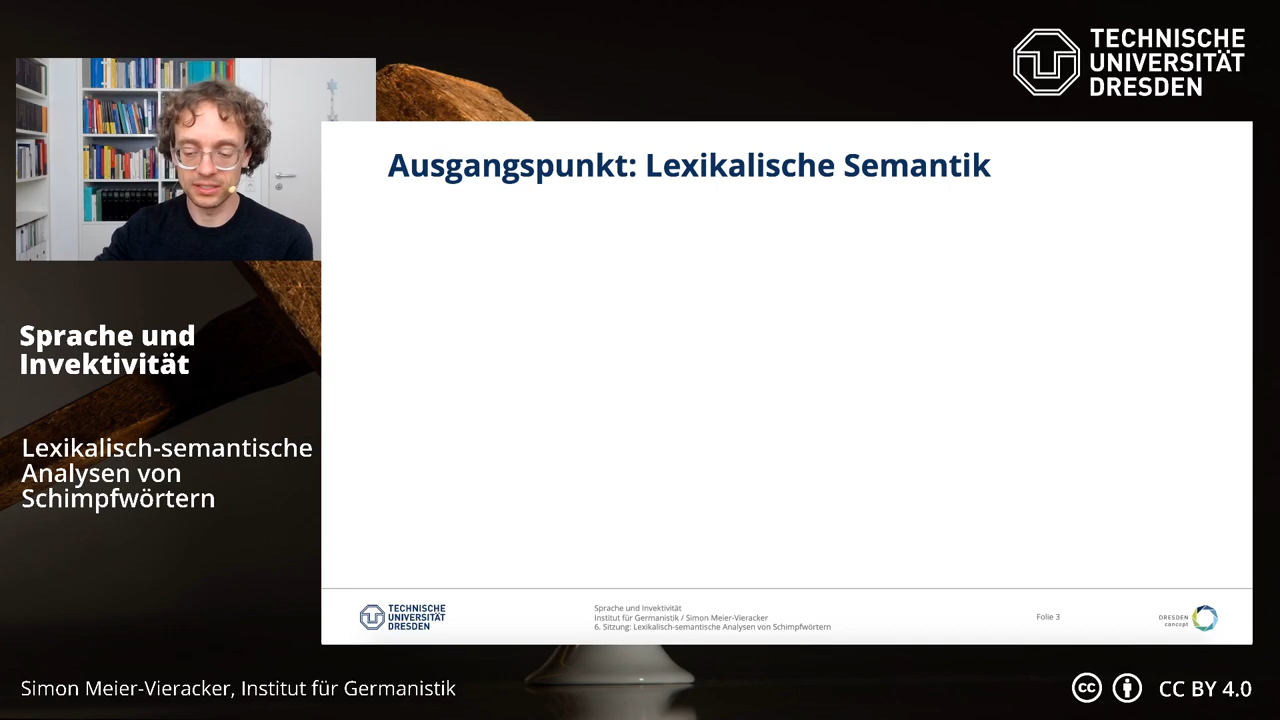 TECHNISCHE
UNIVERSITÄT
DRESDEN
Ausgangspunkt: Lexikalische Semantik
Sprache und
Invektivität
Lexikalisch-semantische
Analysen von
Schimpfwörtern
TECHNISCHE
UNIVERSITÄT
DRESDEN
Sprache und Invektivität
Institut für Germanistik / Simon Meier-Vieracker
6. Sitzung: Lexikalisch-semantische Analysen von Schimpfwörtern
Folie 3
DRESDEN
concept
Simon Meier-Vieracker, Institut für Germanistik
cc
CC BY 4.0